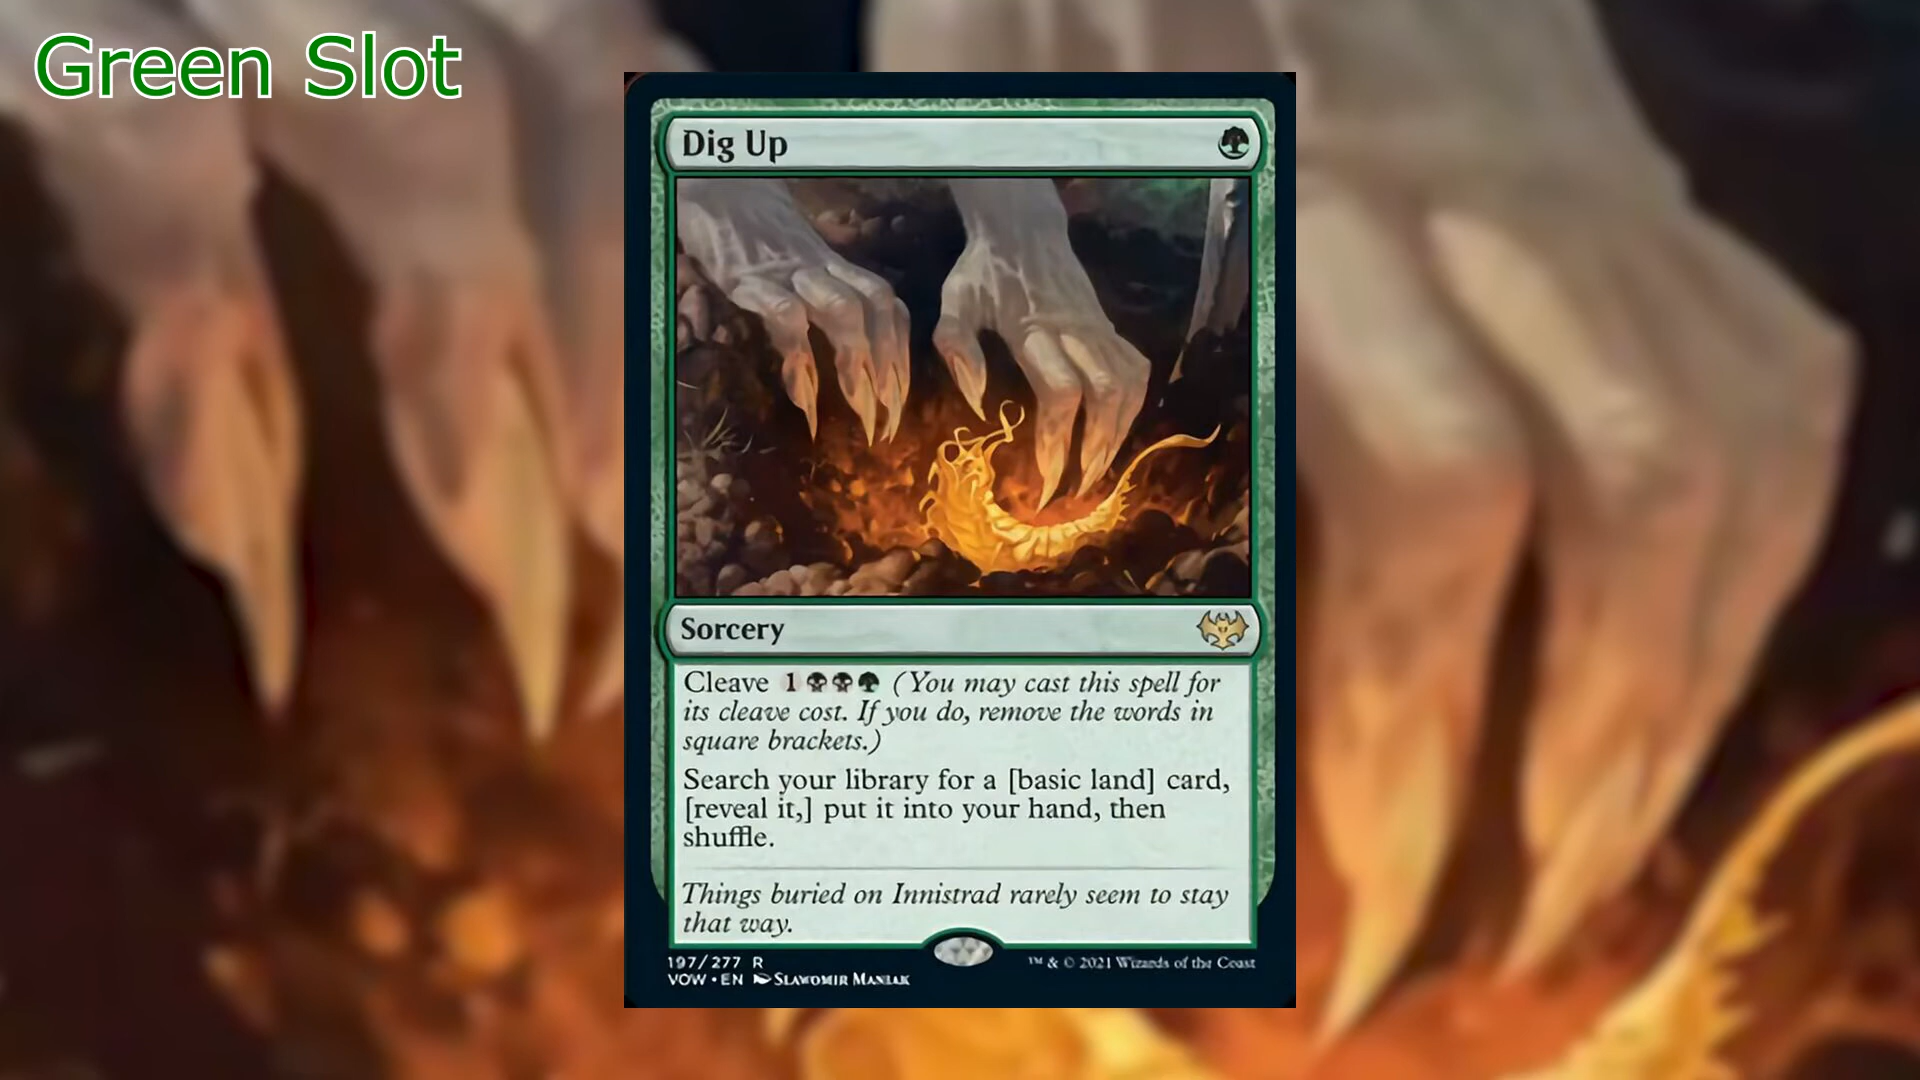 Green Slot
Dig Up
Sorcery
Cleave 1 (You may cast this spell for
its cleave cost. If you do, remove the words in
square brackets.)
Search your library for a [basic land] card,
[reveal it,] put it into your hand, then
shuffle.
Things buried on Innistrad rarely seem to stay
that way.
197/277 R
™ & © 2021 Wizards of the Coast
VOW • EN SLAWOMIR MANIAK